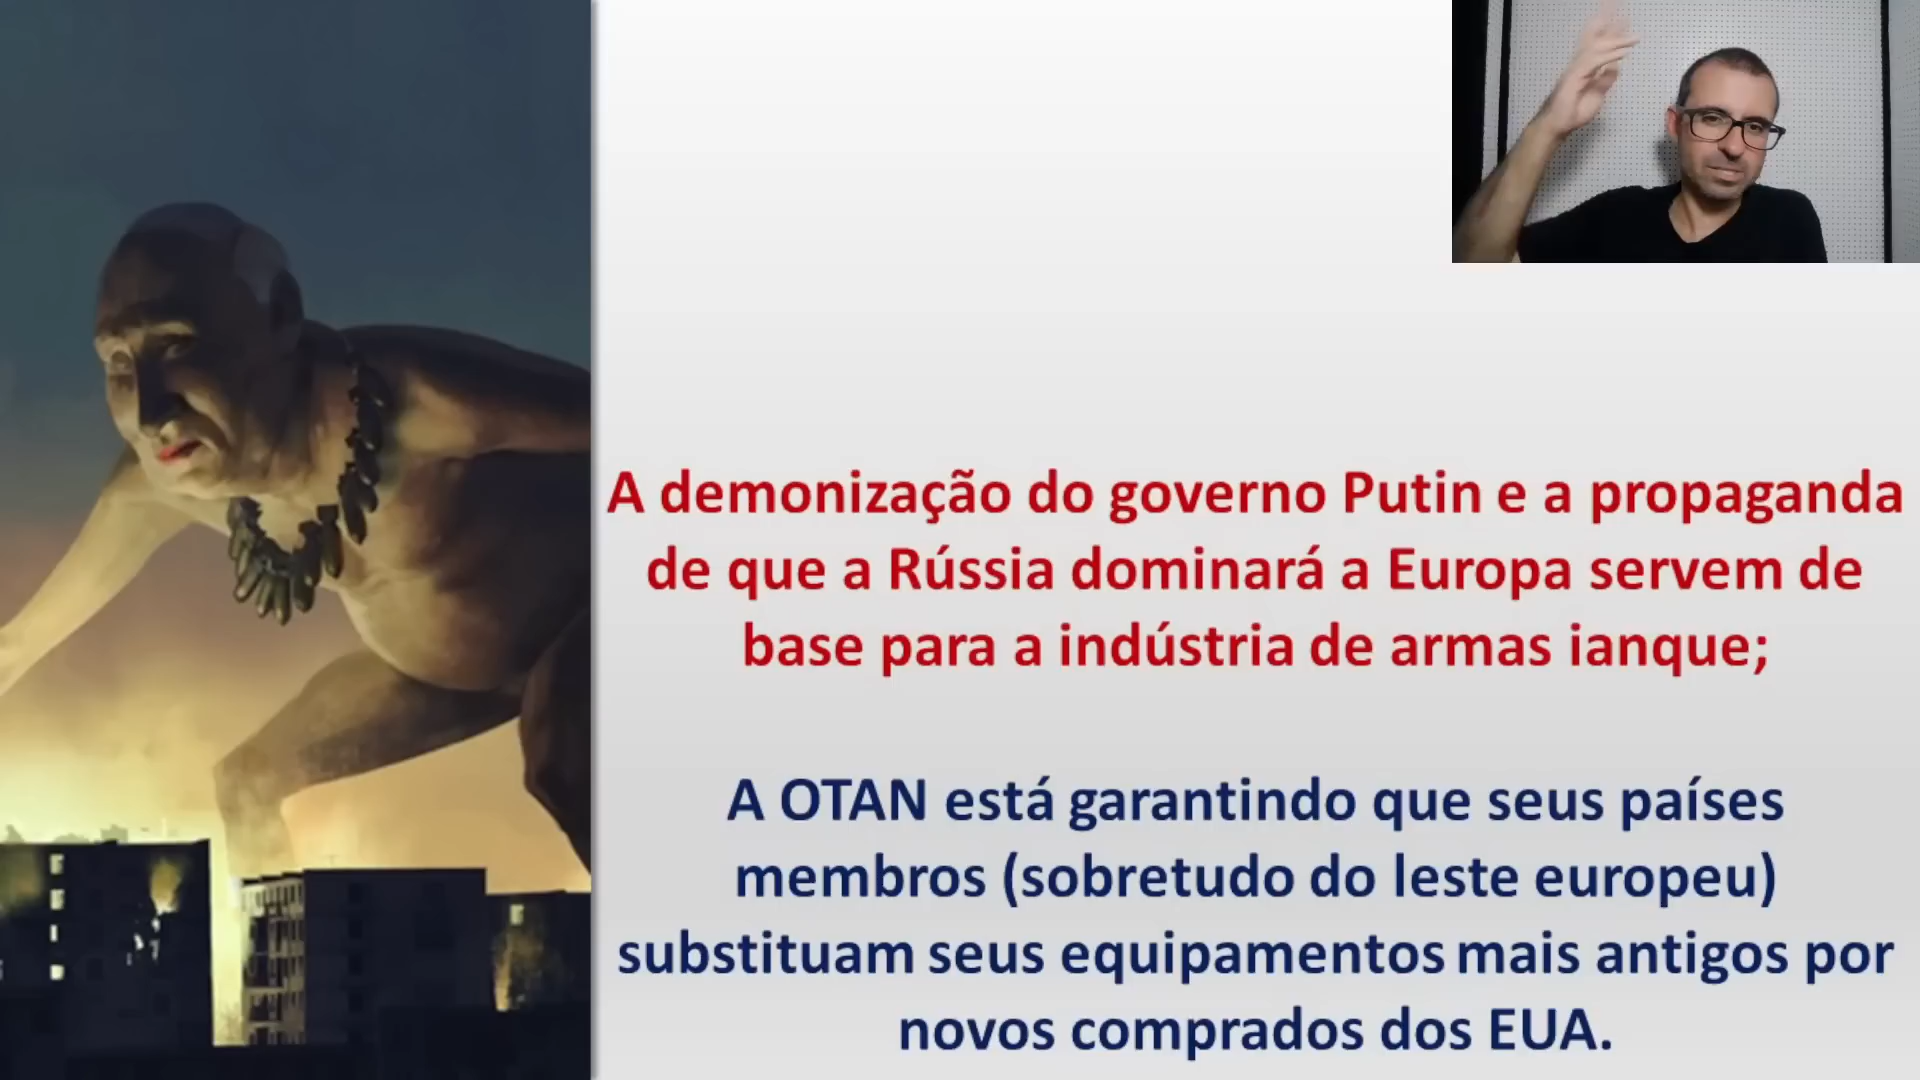 A demonização do governo Putin e a propaganda
de que a Rússia dominará a Europa servem de
base para a indústria de armas ianque;
A OTAN está garantindo que seus países
membros (sobretudo do leste europeu)
substituam seus equipamentos mais antigos por
novos comprados dos EUA.